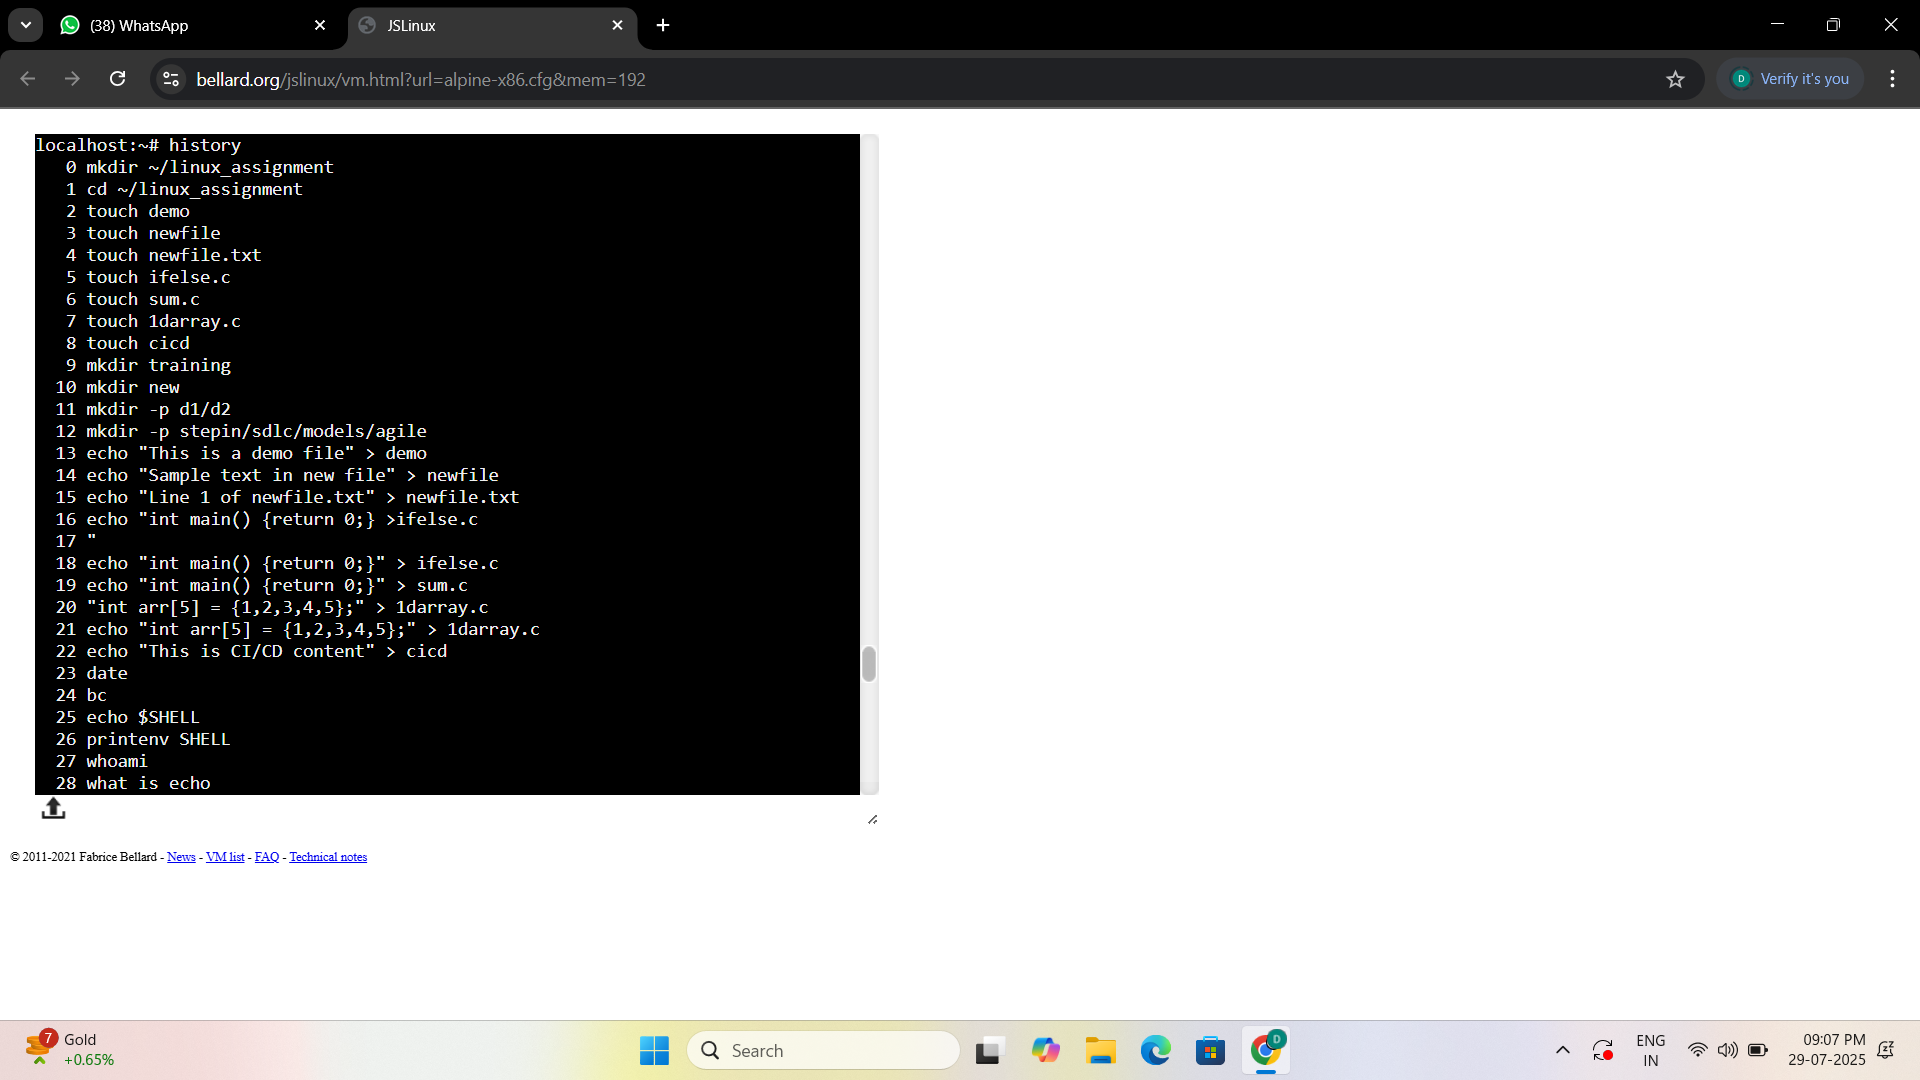 (38) WhatsApp
JSLinux
bellard.org/jslinux/vm.html?url=alpine-x86.cfg&mem=192
D
Verify it's you
localhost:~# history
0 mkdir ~/linux_assignment
1 cd ~/linux_assignment
2 touch demo
3 touch newfile
4 touch newfile.txt
5 touch ifelse.c
6 touch sum.c
7 touch 1darray.c
8 touch cicd
9 mkdir training
10 mkdir new
11 mkdir -p d1/d2
12 mkdir -p stepin/sdlc/models/agile
13 echo "This is a demo file" > demo
14 echo "Sample text in new file" > newfile
15 echo "Line 1 of newfile.txt" > newfile.txt
16 echo "int main() {return 0;} >ifelse.c
17 "
18 echo "int main() {return 0;}" > ifelse.c
19 echo "int main() {return 0;}" > sum.c
20 "int arr[5] = {1,2,3,4,5};" > 1darray.c
21 echo "int arr[5] = {1,2,3,4,5};" > 1darray.c
22 echo "This is CI/CD content" > cicd
23 date
24 bc
25 echo $SHELL
26 printenv SHELL
27 whoami
28 what is echo
© 2011-2021 Fabrice Bellard - News - VM list - FAQ - Technical notes
7
Gold
+0.65%
Search
D
ENG
IN
09:07 PM
29-07-2025